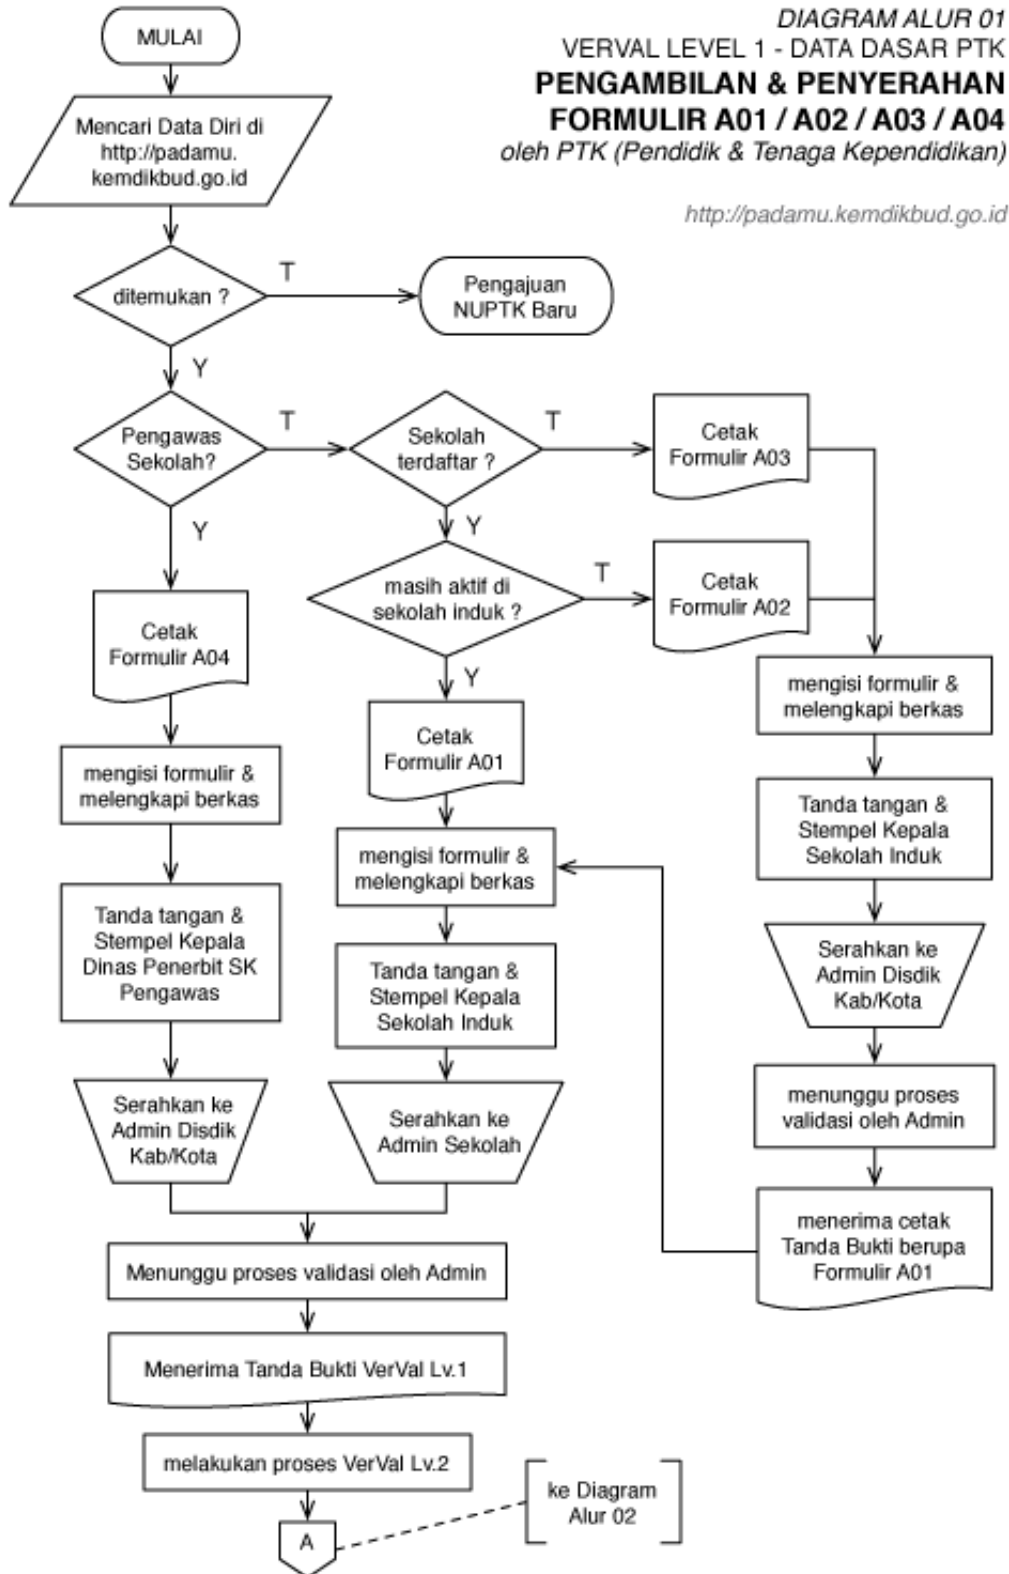 DIAGRAM ALUR 01
VERVAL LEVEL 1 - DATA DASAR PTK
PENGAMBILAN & PENYERAHAN
FORMULIR A01 / A02 / A03 / A04
oleh PTK (Pendidik & Tenaga Kependidikan)
http://padamu.kemdikbud.go.id
MULAI
Mencari Data Diri di
http://padamu.
kemdikbud.go.id
ditemukan ?
T
Pengajuan
NUPTK Baru
Y
Pengawas
Sekolah?
T
Sekolah
terdaftar ?
T
Cetak
Formulir A03
Y
Y
masih aktif di
sekolah induk ?
T
Cetak
Formulir A02
Cetak
Formulir A04
Y
Cetak
Formulir A01
mengisi formulir &
melengkapi berkas
mengisi formulir &
melengkapi berkas
mengisi formulir &
melengkapi berkas
Tanda tangan &
Stempel Kepala
Sekolah Induk
Tanda tangan &
Stempel Kepala
Dinas Penerbit SK
Pengawas
Tanda tangan &
Stempel Kepala
Sekolah Induk
Serahkan ke
Admin Disdik
Kab/Kota
Serahkan ke
Admin Disdik
Kab/Kota
Serahkan ke
Admin Sekolah
menunggu proses
validasi oleh Admin
menerima cetak
Tanda Bukti berupa
Formulir A01
Menunggu proses validasi oleh Admin
Menerima Tanda Bukti VerVal Lv.1
melakukan proses VerVal Lv.2
A
ke Diagram
Alur 02